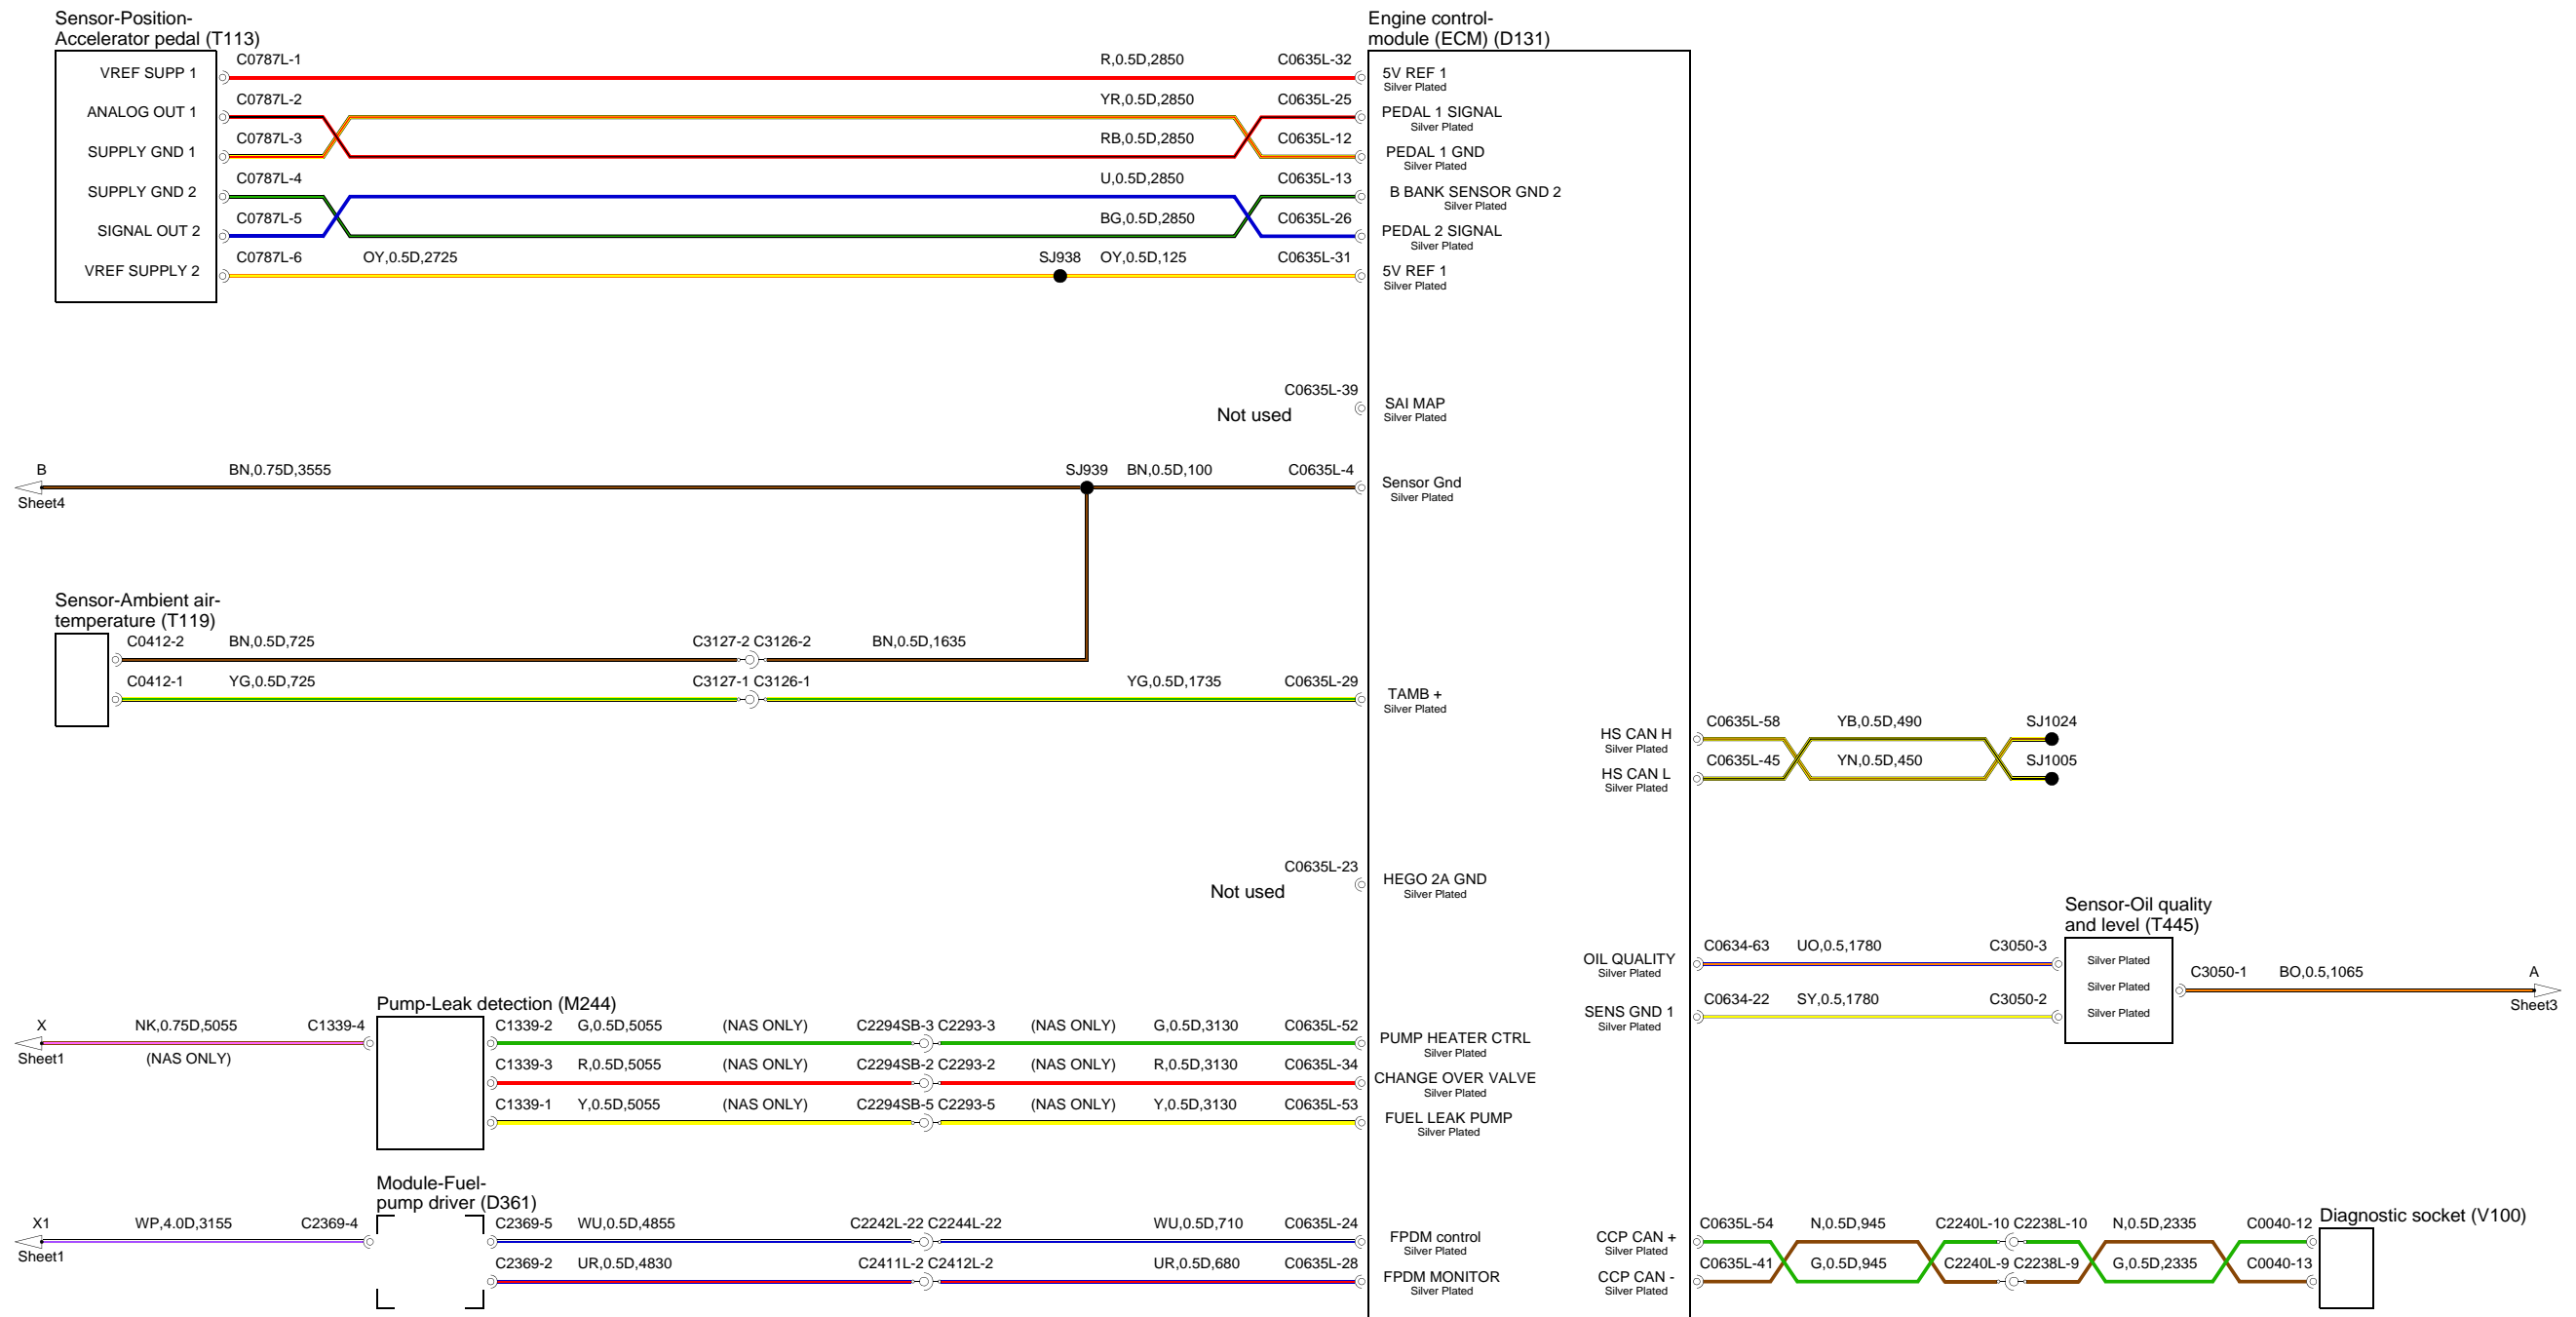 Sensor-Position-
Accelerator pedal (T113)
Engine control-
module (ECM) (D131)
VREF SUPP 1
C0787L-1
R,0.5D,2850
C0635L-32
5V REF 1
Silver Plated
ANALOG OUT 1
C0787L-2
YR,0.5D,2850
C0635L-25
PEDAL 1 SIGNAL
Silver Plated
SUPPLY GND 1
C0787L-3
RB,0.5D,2850
C0635L-12
PEDAL 1 GND
Silver Plated
SUPPLY GND 2
C0787L-4
U,0.5D,2850
C0635L-13
B BANK SENSOR GND 2
Silver Plated
SIGNAL OUT 2
C0787L-5
BG,0.5D,2850
C0635L-26
PEDAL 2 SIGNAL
Silver Plated
VREF SUPPLY 2
C0787L-6
OY,0.5D,2725
SJ938
OY,0.5D,125
C0635L-31
5V REF 1
Silver Plated
C0635L-39
Not used
SAI MAP
Silver Plated
B
Sheet4
BN,0.75D,3555
SJ939
BN,0.5D,100
C0635L-4
Sensor Gnd
Silver Plated
Sensor-Ambient air-
temperature (T119)
C0412-2
BN,0.5D,725
C3127-2 C3126-2
BN,0.5D,1635
C0412-1
YG,0.5D,725
C3127-1 C3126-1
YG,0.5D,1735
C0635L-29
TAMB +
Silver Plated
HS CAN H
Silver Plated
C0635L-58
YB,0.5D,490
SJ1024
HS CAN L
Silver Plated
C0635L-45
YN,0.5D,450
SJ1005
C0635L-23
Not used
HEGO 2A GND
Silver Plated
Sensor-Oil quality
and level (T445)
OIL QUALITY
Silver Plated
C0634-63
UO,0.5,1780
C3050-3
Silver Plated
Silver Plated
Silver Plated
C3050-1
BO,0.5,1065
A
Sheet3
SENS GND 1
Silver Plated
C0634-22
SY,0.5,1780
C3050-2
Pump-Leak detection (M244)
X
Sheet1
NK,0.75D,5055
(NAS ONLY)
C1339-4
C1339-2
G,0.5D,5055
(NAS ONLY)
C2294SB-3 C2293-3
(NAS ONLY)
G,0.5D,3130
C0635L-52
PUMP HEATER CTRL
Silver Plated
C1339-3
R,0.5D,5055
(NAS ONLY)
C2294SB-2 C2293-2
(NAS ONLY)
R,0.5D,3130
C0635L-34
CHANGE OVER VALVE
Silver Plated
C1339-1
Y,0.5D,5055
(NAS ONLY)
C2294SB-5 C2293-5
(NAS ONLY)
Y,0.5D,3130
C0635L-53
FUEL LEAK PUMP
Silver Plated
Module-Fuel-
pump driver (D361)
X1
Sheet1
WP,4.0D,3155
C2369-4
C2369-5
WU,0.5D,4855
C2242L-22 C2244L-22
WU,0.5D,710
C0635L-24
FPDM control
Silver Plated
C2369-2
UR,0.5D,4830
C2411L-2 C2412L-2
UR,0.5D,680
C0635L-28
FPDM MONITOR
Silver Plated
CCP CAN +
Silver Plated
C0635L-54
N,0.5D,945
C2240L-10 C2238L-10
N,0.5D,2335
C0040-12
Diagnostic socket (V100)
CCP CAN -
Silver Plated
C0635L-41
G,0.5D,945
C2240L-9 C2238L-9
G,0.5D,2335
C0040-13